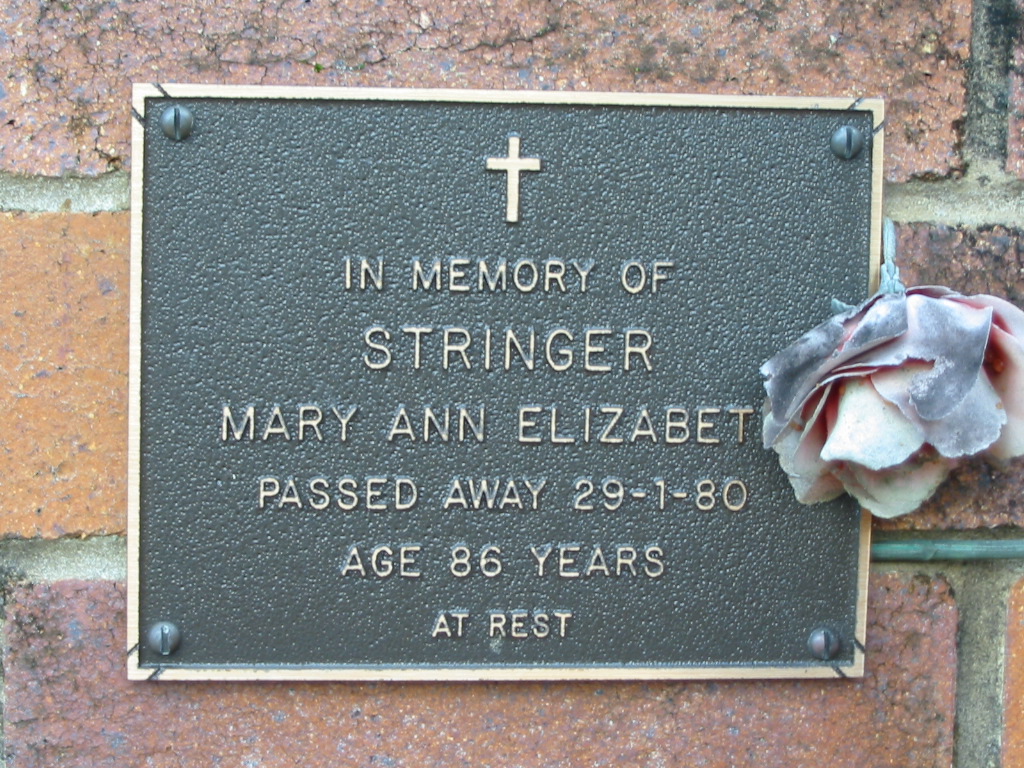 IN MEMORY OF
STRINGER
MARY ANN ELIZABET
PASSED AWAY 29-1-80
AGE 86 YEARS
AT REST